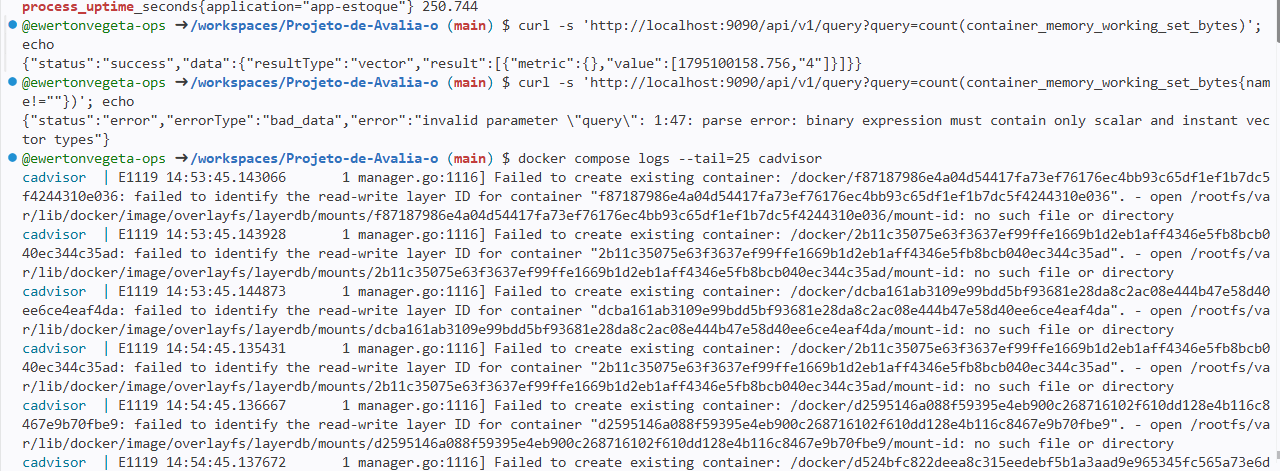 process_uptime_seconds{application="app-estoque"} 250.744
@ewertonvegeta-ops →/workspaces/Projeto-de-Avalia-o (main) $ curl -s 'http://localhost:9090/api/v1/query?query=count(container_memory_working_set_bytes)';
echo
{"status":"success","data":{"resultType":"vector","result":[{"metric":{},"value":[1795100158.756,"4"]}]}}
@ewertonvegeta-ops →/workspaces/Projeto-de-Avalia-o (main) $ curl -s 'http://localhost:9090/api/v1/query?query=count(container_memory_working_set_bytes{nam
e!=""})'; echo
{"status":"error","errorType":"bad_data","error":"invalid parameter \"query\": 1:47: parse error: binary expression must contain only scalar and instant vec
tor types"}
@ewertonvegeta-ops →/workspaces/Projeto-de-Avalia-o (main) $ docker compose logs --tail=25 cadvisor
cadvisor | E1119 14:53:45.143066 1 manager.go:1116] Failed to create existing container: /docker/f87187986e4a04d54417fa73ef76176ec4bb93c65df1ef1b7dc5
f4244310e036: failed to identify the read-write layer ID for container "f87187986e4a04d54417fa73ef76176ec4bb93c65df1ef1b7dc5f4244310e036". - open /rootfs/va
r/lib/docker/image/overlayfs/layerdb/mounts/f87187986e4a04d54417fa73ef76176ec4bb93c65df1ef1b7dc5f4244310e036/mount-id: no such file or directory
cadvisor | E1119 14:53:45.143928 1 manager.go:1116] Failed to create existing container: /docker/2b11c35075e63f3637ef99ffe1669b1d2eb1aff4346e5fb8bcb0
40ec344c35ad: failed to identify the read-write layer ID for container "2b11c35075e63f3637ef99ffe1669b1d2eb1aff4346e5fb8bcb040ec344c35ad". - open /rootfs/va
r/lib/docker/image/overlayfs/layerdb/mounts/2b11c35075e63f3637ef99ffe1669b1d2eb1aff4346e5fb8bcb040ec344c35ad/mount-id: no such file or directory
cadvisor | E1119 14:53:45.144873 1 manager.go:1116] Failed to create existing container: /docker/dcba161ab3109e99bdd5bf93681e28da8c2ac08e444b47e58d40
ee6ce4eaf4da: failed to identify the read-write layer ID for container "dcba161ab3109e99bdd5bf93681e28da8c2ac08e444b47e58d40ee6ce4eaf4da". - open /rootfs/va
r/lib/docker/image/overlayfs/layerdb/mounts/dcba161ab3109e99bdd5bf93681e28da8c2ac08e444b47e58d40ee6ce4eaf4da/mount-id: no such file or directory
cadvisor | E1119 14:54:45.135431 1 manager.go:1116] Failed to create existing container: /docker/2b11c35075e63f3637ef99ffe1669b1d2eb1aff4346e5fb8bcb0
40ec344c35ad: failed to identify the read-write layer ID for container "2b11c35075e63f3637ef99ffe1669b1d2eb1aff4346e5fb8bcb040ec344c35ad". - open /rootfs/va
r/lib/docker/image/overlayfs/layerdb/mounts/2b11c35075e63f3637ef99ffe1669b1d2eb1aff4346e5fb8bcb040ec344c35ad/mount-id: no such file or directory
cadvisor | E1119 14:54:45.136667 1 manager.go:1116] Failed to create existing container: /docker/d2595146a088f59395e4eb900c268716102f610dd128e4b116c8
467e9b70fbe9: failed to identify the read-write layer ID for container "d2595146a088f59395e4eb900c268716102f610dd128e4b116c8467e9b70fbe9". - open /rootfs/va
r/lib/docker/image/overlayfs/layerdb/mounts/d2595146a088f59395e4eb900c268716102f610dd128e4b116c8467e9b70fbe9/mount-id: no such file or directory
cadvisor | E1119 14:54:45.137672 1 manager.go:1116] Failed to create existing container: /docker/d524bfc822deea8c315eedebf5b1a3aad9e965345fc565a73e6d